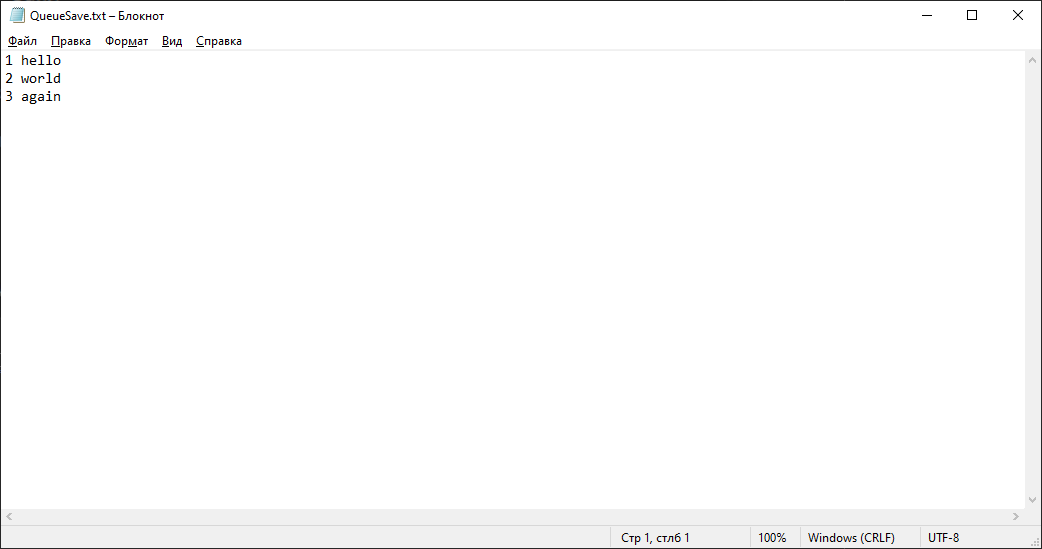 QueueSave.txt – Блокнот
Файл Правка Формат Вид Справка
1 hello
2 world
3 again
Стр 1, стлб 1 100% Windows (CRLF) UTF-8